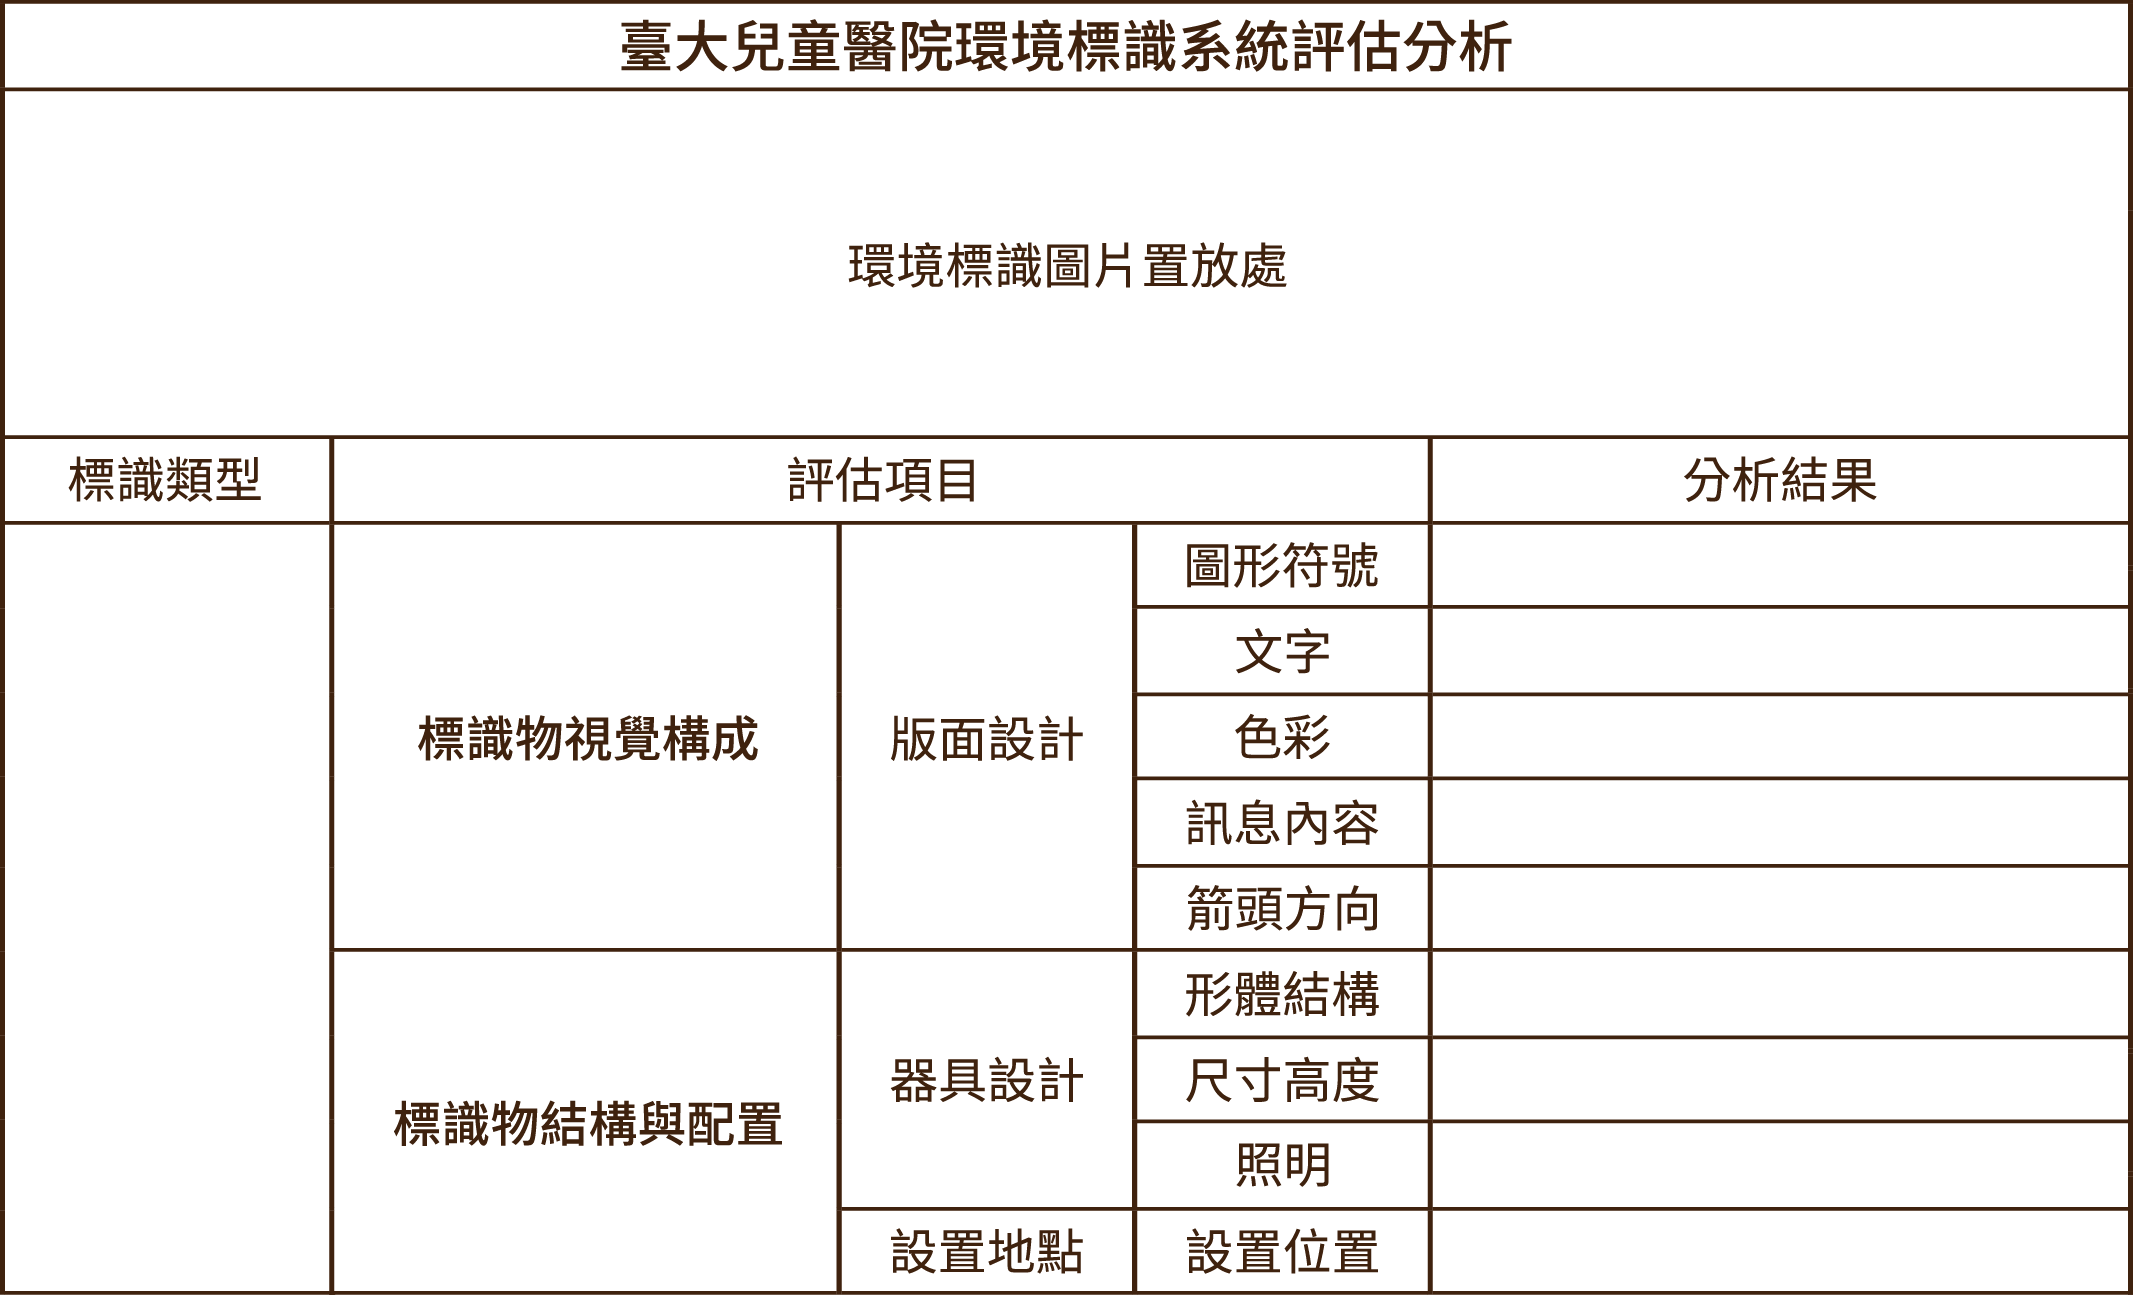 臺大兒童醫院環境標識系統評估分析
環境標識圖片置放處
標識類型
評估項目
分析結果
標識物視覺構成
版面設計
圖形符號
文字
色彩
訊息內容
箭頭方向
標識物結構與配置
器具設計
形體結構
尺寸高度
照明
設置地點
設置位置